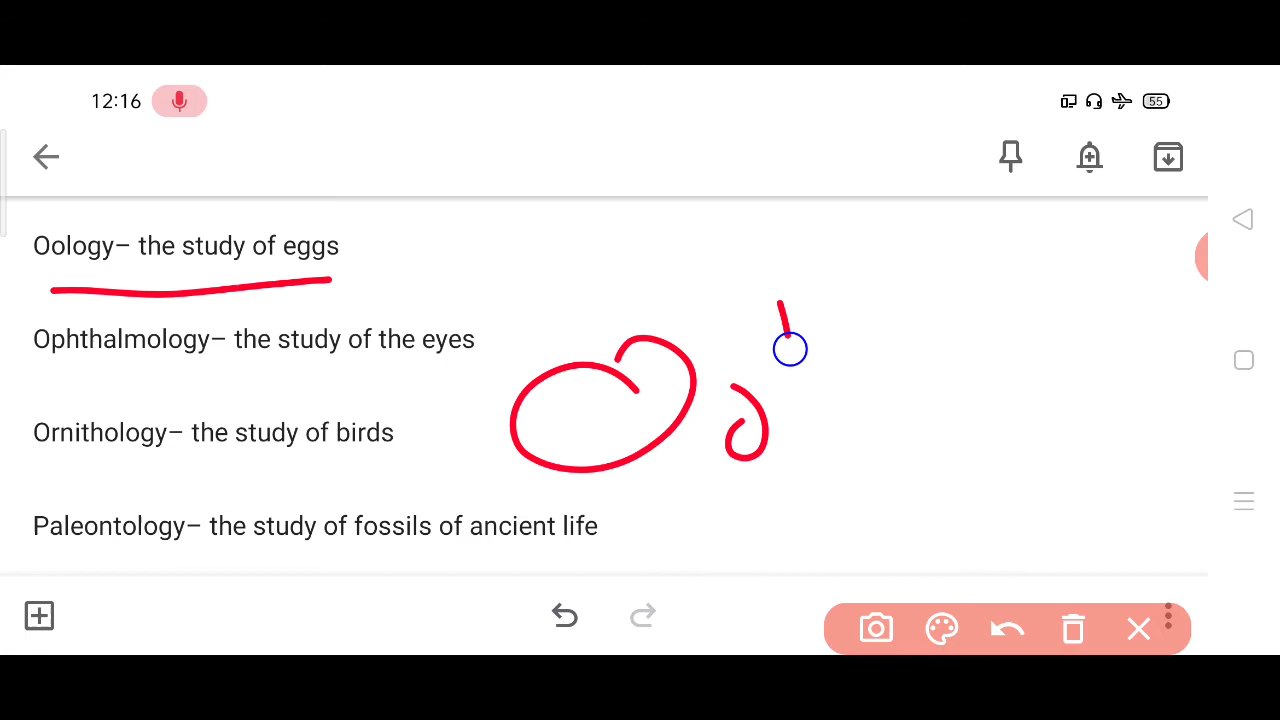 12:16
55
Oology– the study of eggs
Ophthalmology– the study of the eyes
Ornithology– the study of birds
Paleontology– the study of fossils of ancient life